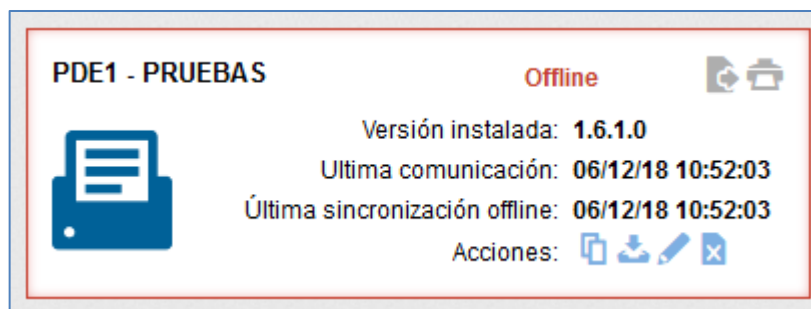 PDE1 - PRUEBAS Offline
Versión instalada: 1.6.1.0
Ultima comunicación: 06/12/18 10:52:03
Última sincronización offline: 06/12/18 10:52:03
Acciones: